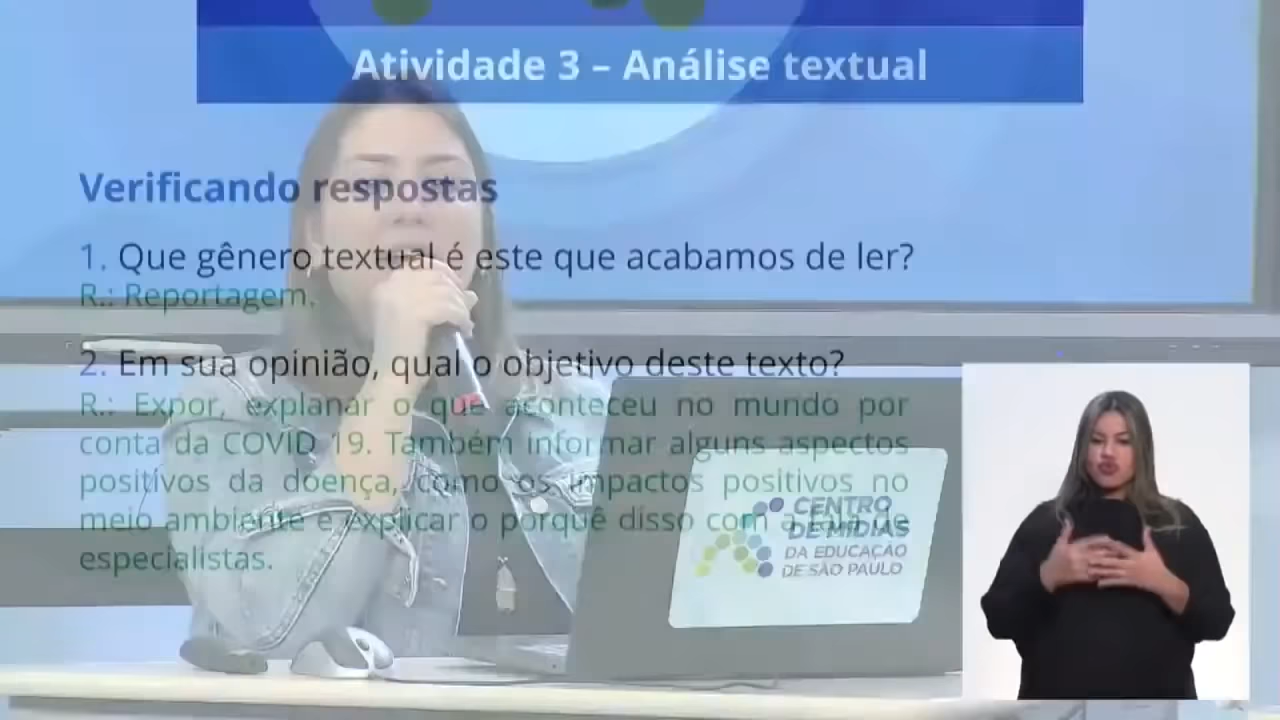 Atividade 3 – Análise textual
Verificando respostas
1. Que gênero textual é este que acabamos de ler?
R.: Reportagem.
2. Em sua opinião, qual o objetivo deste texto?
R.: Expor, explanar o que aconteceu no mundo por
conta da COVID 19. Também informar alguns aspectos
positivos da doença, como os impactos positivos no
meio ambiente e explicar o porquê disso com a
especialistas.
CENTRO
DE MÍDIAS
DA EDUCAÇÃO
DE SÃO PAULO